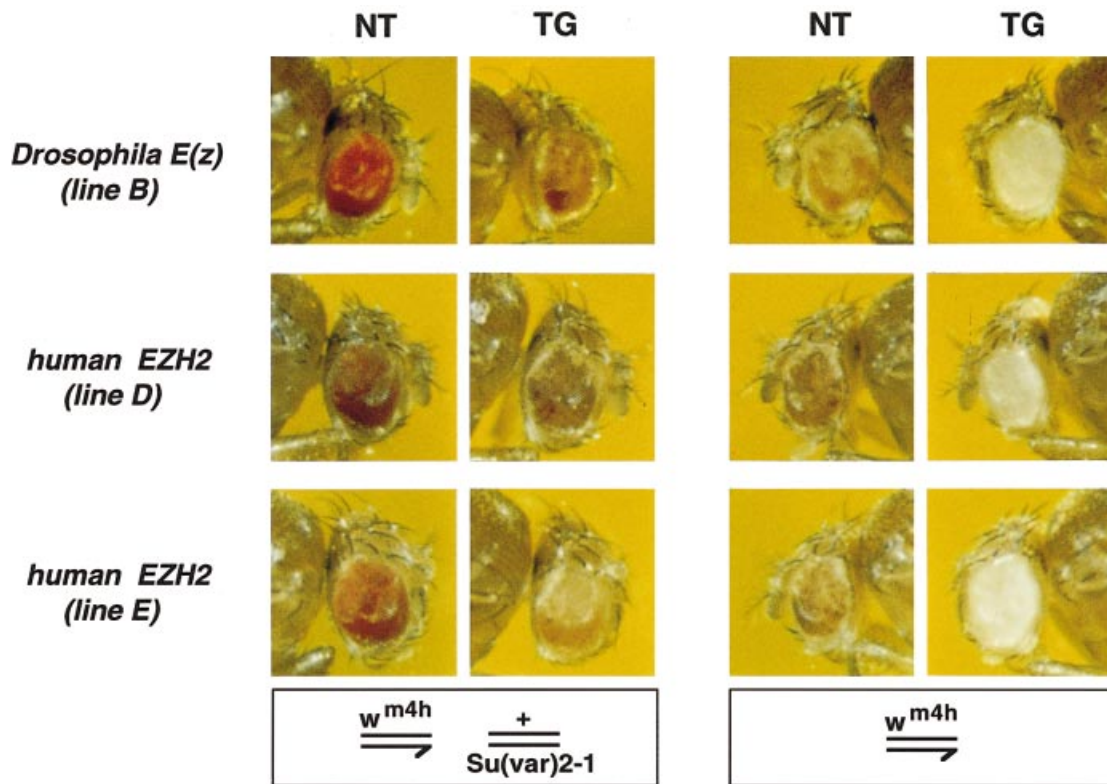 NT TG NT TG
Drosophila E(z)
(line B)
human EZH2
(line D)
human EZH2
(line E)
w m4h +
Su(var)2-1
w m4h